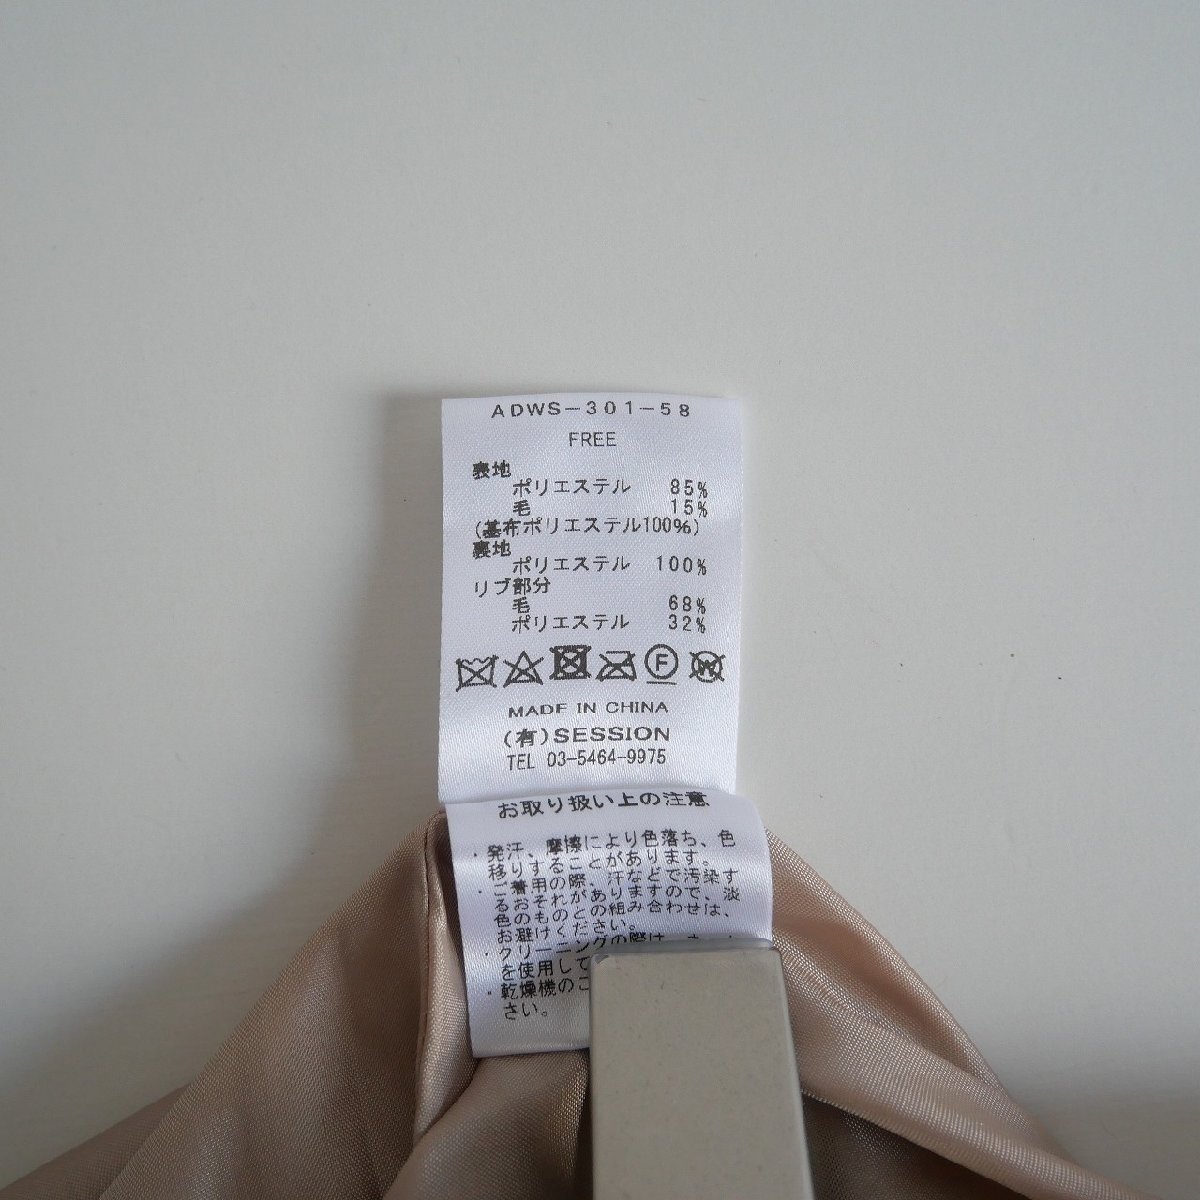 ADWS-301-58
FREE
表地
ポリエステル 85%
毛 15%
(基布ポリエステル100%)
裏地
ポリエステル 100%
リブ部分
毛 68%
ポリエステル 32%
F W
MADE IN CHINA
(有)SESSION
TEL 03-5464-9975
お取り扱い上の注意
・発汗、摩擦により色落ち、色
移りすることがあります。
・ご着用の際、汗などで汚染す
るおそれがありますので、淡
色のものとの組み合わせは、
お避けください。
・クリーニングの際は
を使用して
・乾燥機のご
さい。